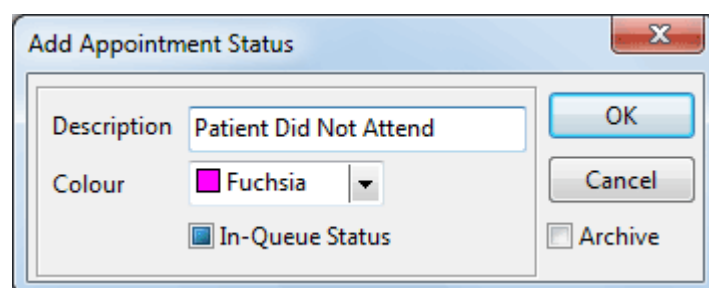 Add Appointment Status
Description Patient Did Not Attend
OK
Colour Fuchsia
Cancel
In-Queue Status
Archive